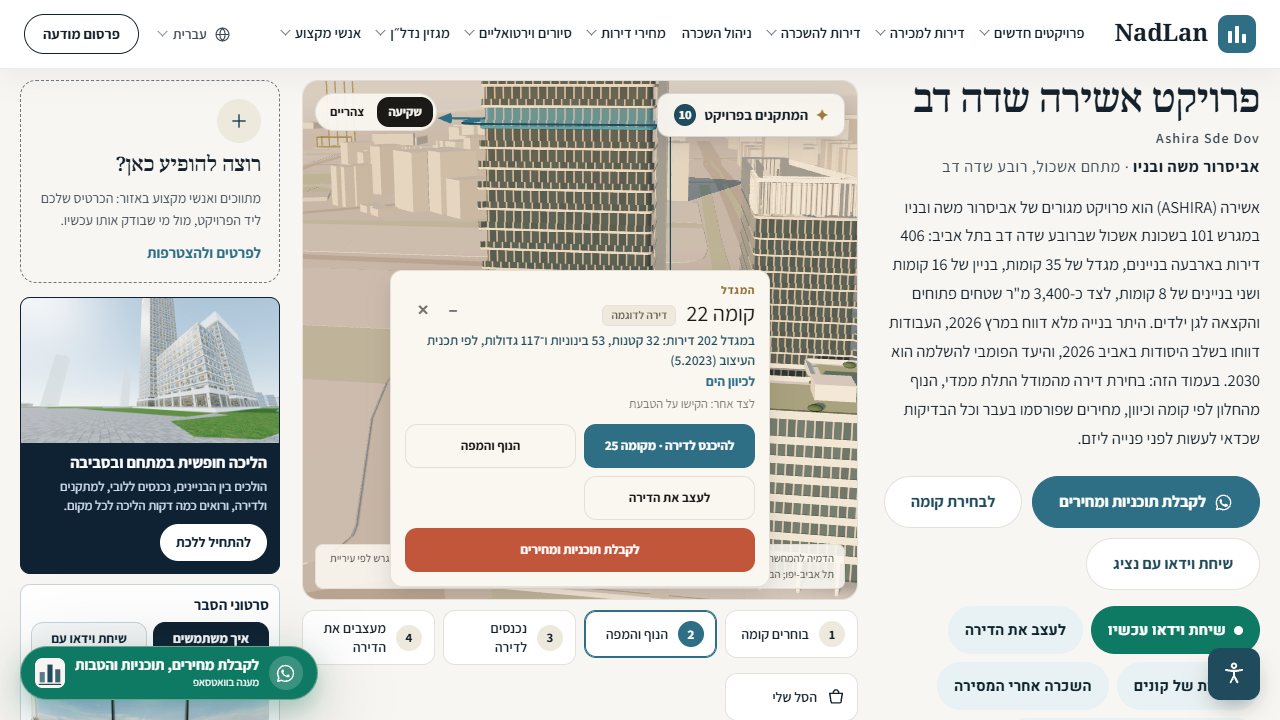 NadLan
פרויקטים חדשים
דירות למכירה
דירות להשכרה
ניהול השכרה
מחירי דירות
סיורים וירטואליים
מגזין נדל״ן
אנשי מקצוע
עברית
פרסום מודעה
פרויקט אשירה שדה דב
Ashira Sde Dov
אביסרור משה ובניו · מתחם אשכול, רובע שדה דב
אשירה (ASHIRA) הוא פרויקט מגורים של אביסרור משה ובניו
במגרש 101 בשכונת אשכול שברובע שדה דב בתל אביב: 406
דירות בארבעה בניינים, מגדל של 35 קומות, בניין של 16 קומות
ושני בניינים של 8 קומות, לצד כ-3,400 מ"ר שטחים פתוחים
והקצאה לגן ילדים. היתר בנייה מלא דווח במרץ 2026, העבודות
דווחו בשלב היסודות באביב 2026, והיעד הפומבי להשלמה הוא
2030. בעמוד הזה: בחירת דירה מהמודל התלת ממדי, הנוף
מהחלון לפי קומה וכיוון, מחירים שפורסמו בעבר וכל הבדיקות
שכדאי לעשות לפני פנייה ליזם.
לקבלת תוכניות ומחירים
לבחירת קומה
שיחת וידאו עם נציג
שיחת וידאו עכשיו
לעצב את הדירה
של קונים
השכרה אחרי המסירה
המתקנים בפרויקט 10
שקיעה
צהריים
המגדל
קומה 22
דירה לדוגמה
–
×
במגדל 202 דירות: 32 קטנות, 53 בינוניות ו־117 גדולות, לפי תכנית
העיצוב (5.2023)
לכיוון הים
לצד אחר: הקישו על הטבעת
להיכנס לדירה · מקומה 25
הנוף והמפה
לעצב את הדירה
לקבלת תוכניות ומחירים
הדמיה להמחשה
גרש לפי עיריית
תל אביב-יפו; הב
1 בוחרים קומה
2 הנוף והמפה
3 נכנסים
לדירה
4 מעצבים את
הדירה
הסל שלי
רוצה להופיע כאן?
מתווכים ואנשי מקצוע באזור: הכרטיס שלכם
ליד הפרויקט, מול מי שבודק אותו עכשיו.
לפרטים ולהצטרפות
הליכה חופשית במתחם ובסביבה
הולכים בין הבניינים, נכנסים ללובי, למתקנים
ולדירה, ורואים כמה דקות הליכה לכל מקום.
להתחיל ללכת
סרטוני הסבר
איך משתמשים
שיחת וידאו עם
לקבלת מחירים, תוכניות והטבות
מענה בוואטסאפ